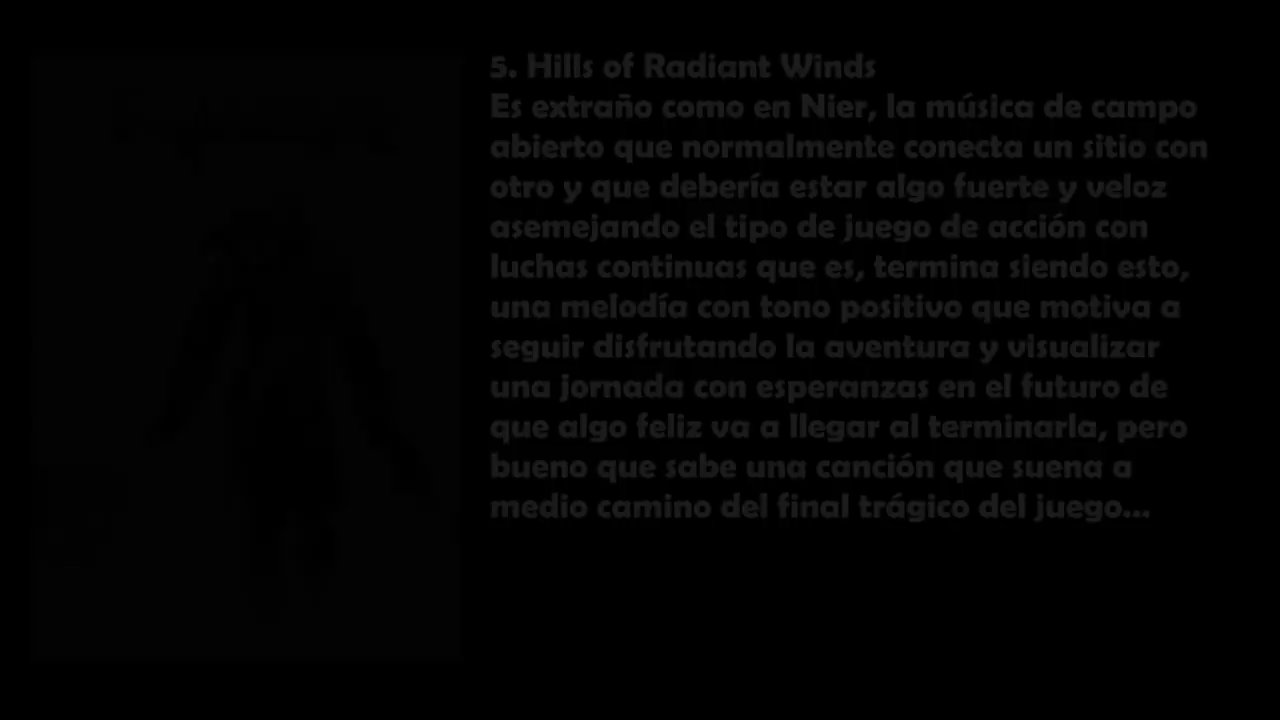 5. Hills of Radiant Winds
Es extraño como en Nier, la música de campo
abierto que normalmente conecta un sitio con
otro y que debería estar algo fuerte y veloz
asemejando el tipo de juego de acción con
luchas continuas que es, termina siendo esto,
una melodía con tono positivo que motiva a
seguir disfrutando la aventura y visualizar
una jornada con esperanzas en el futuro de
que algo feliz va a llegar al terminarla, pero
bueno que sabe una canción que suena a
medio camino del final trágico del juego...